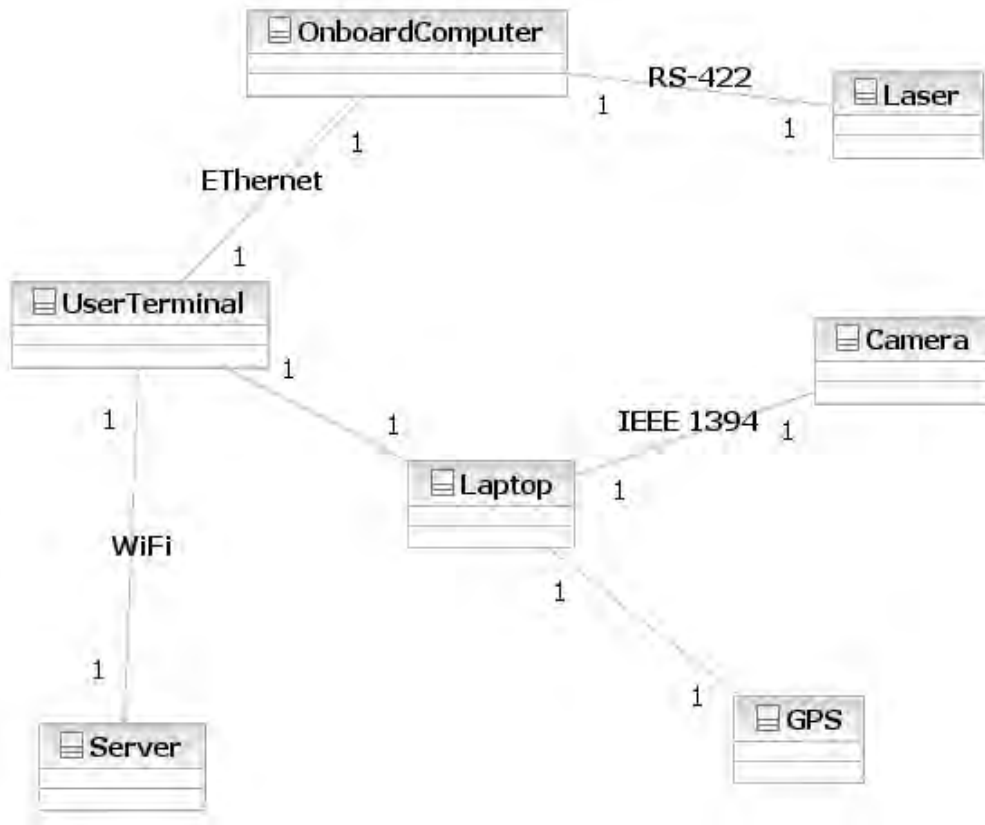 OnboardComputer
RS-422
Laser
1
1
1
EThernet
1
UserTerminal
Camera
1
1
1
IEEE 1394
1
Laptop
1
WiFi
1
1
1
Server
GPS